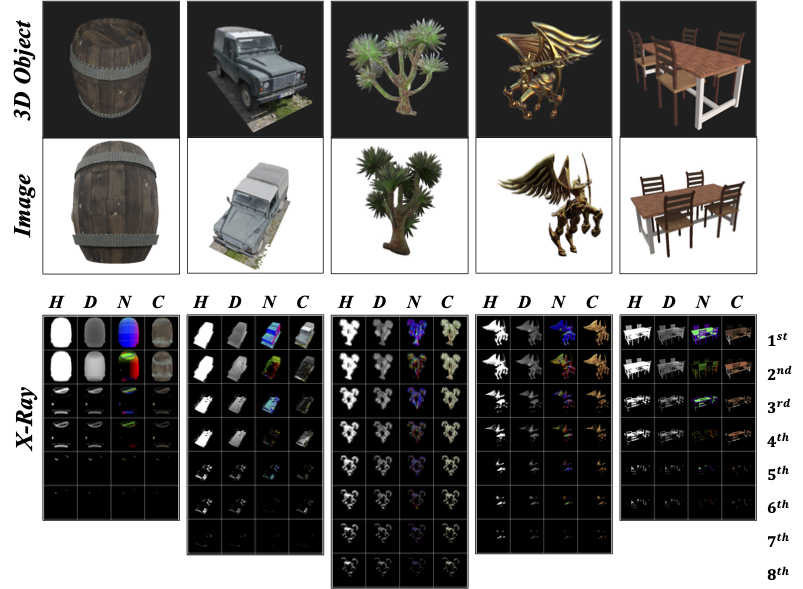 3D Object
Image
H D N C H D N C H D N C H D N C H D N C
X-Ray
1st
2nd
3rd
4th
5th
6th
7th
8th